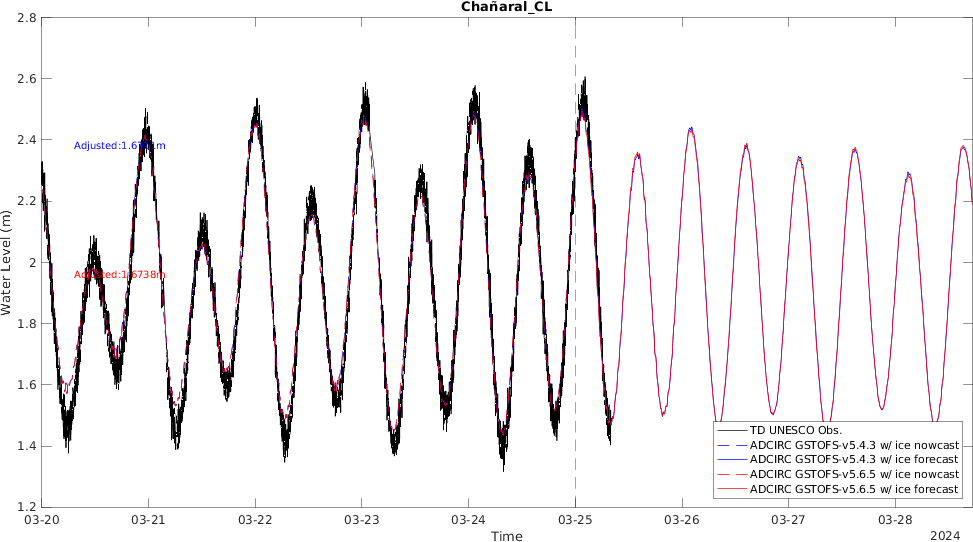 Chañaral_CL
2.8
2.6
2.4
2.2
2
1.8
1.6
1.4
1.2
Water Level (m)
Adjusted:1.6738m
TD UNESCO Obs.
ADCIRC GSTOFS-v5.4.3 w/ ice nowcast
ADCIRC GSTOFS-v5.4.3 w/ ice forecast
ADCIRC GSTOFS-v5.6.5 w/ ice nowcast
ADCIRC GSTOFS-v5.6.5 w/ ice forecast
03-20 03-21 03-22 03-23 03-24 03-25 03-26 03-27 03-28
Time
2024